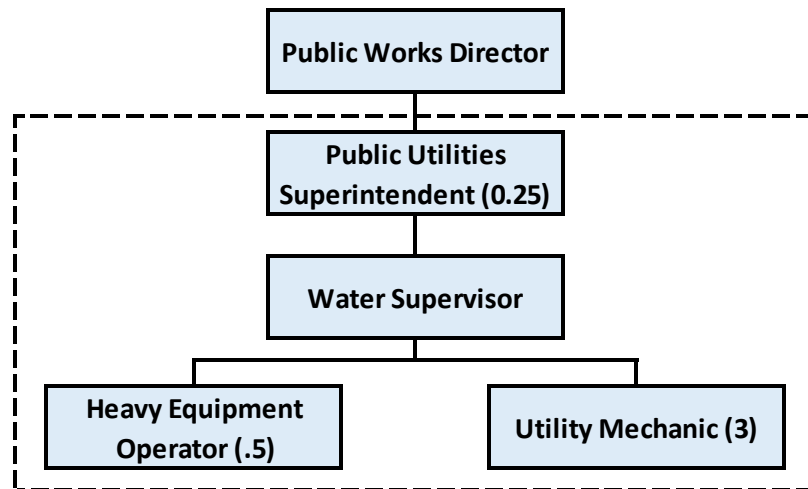 Public Works Director
Public Utilities
Superintendent (0.25)
Water Supervisor
Heavy Equipment
Operator (.5)
Utility Mechanic (3)